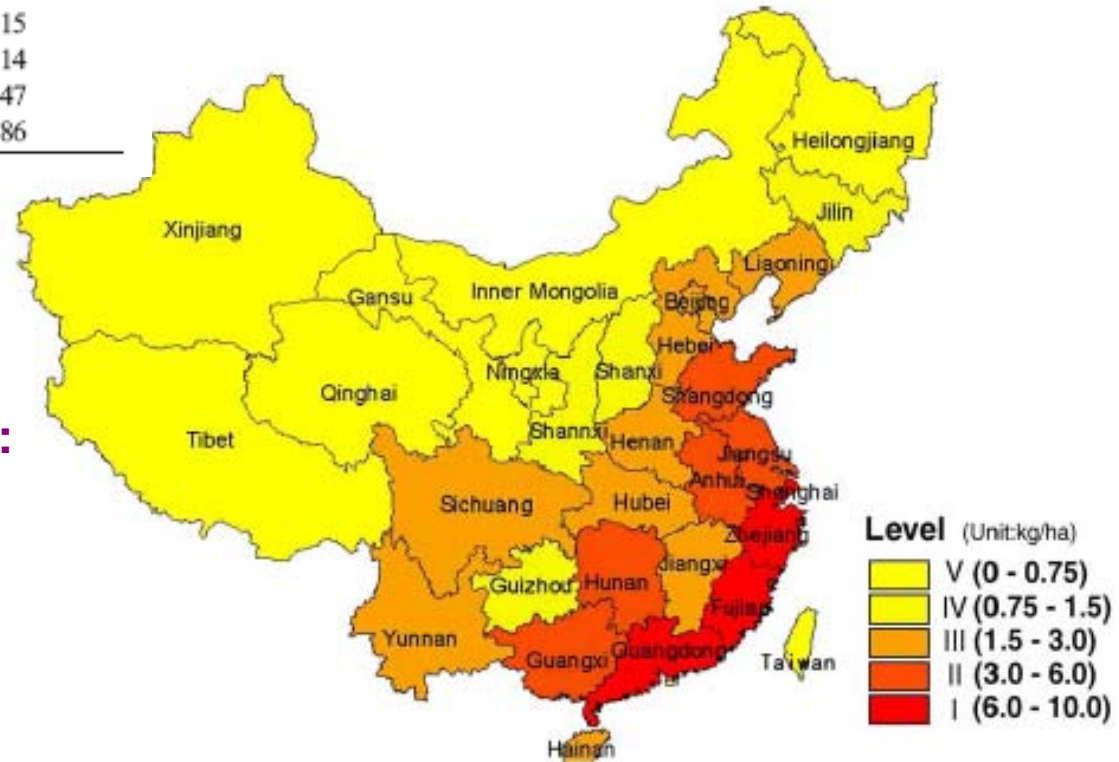 15
14
47
86
Heilongjiang
Jilin
Xinjiang
Liaoning
Gansu
Inner Mongolia
Beijing
Hebei
Ningxia
Shanxi
Qinghai
Shangdong
:
Tibet
Shannxi
Henan
Jiangsu
Anhui
Shanghai
Sichuang
Hubei
Zhejiang
Jiangxi
Guizhou
Hunan
Fujian
Yunnan
Guangxi
Guangdong
Taiwan
Hainan
Level (Unit:kg/ha)
V (0 - 0.75)
IV (0.75 - 1.5)
III (1.5 - 3.0)
II (3.0 - 6.0)
I (6.0 - 10.0)